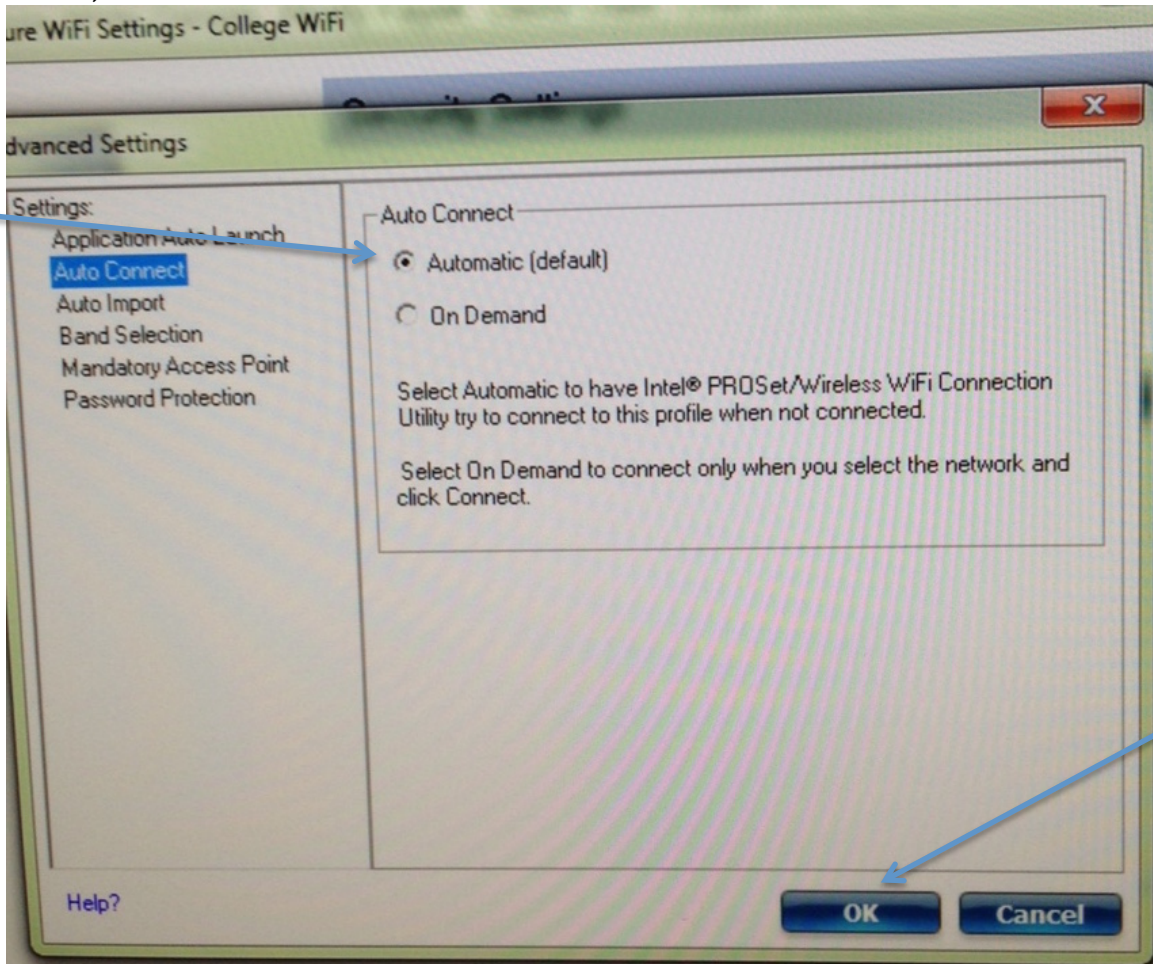 ure WiFi Settings - College WiFi
dvanced Settings
Settings:
Application Auto Launch
Auto Connect
Auto Import
Band Selection
Mandatory Access Point
Password Protection
Auto Connect
Automatic (default)
On Demand
Select Automatic to have Intel® PROSet/Wireless WiFi Connection
Utility try to connect to this profile when not connected.
Select On Demand to connect only when you select the network and
click Connect.
Help?
OK
Cancel